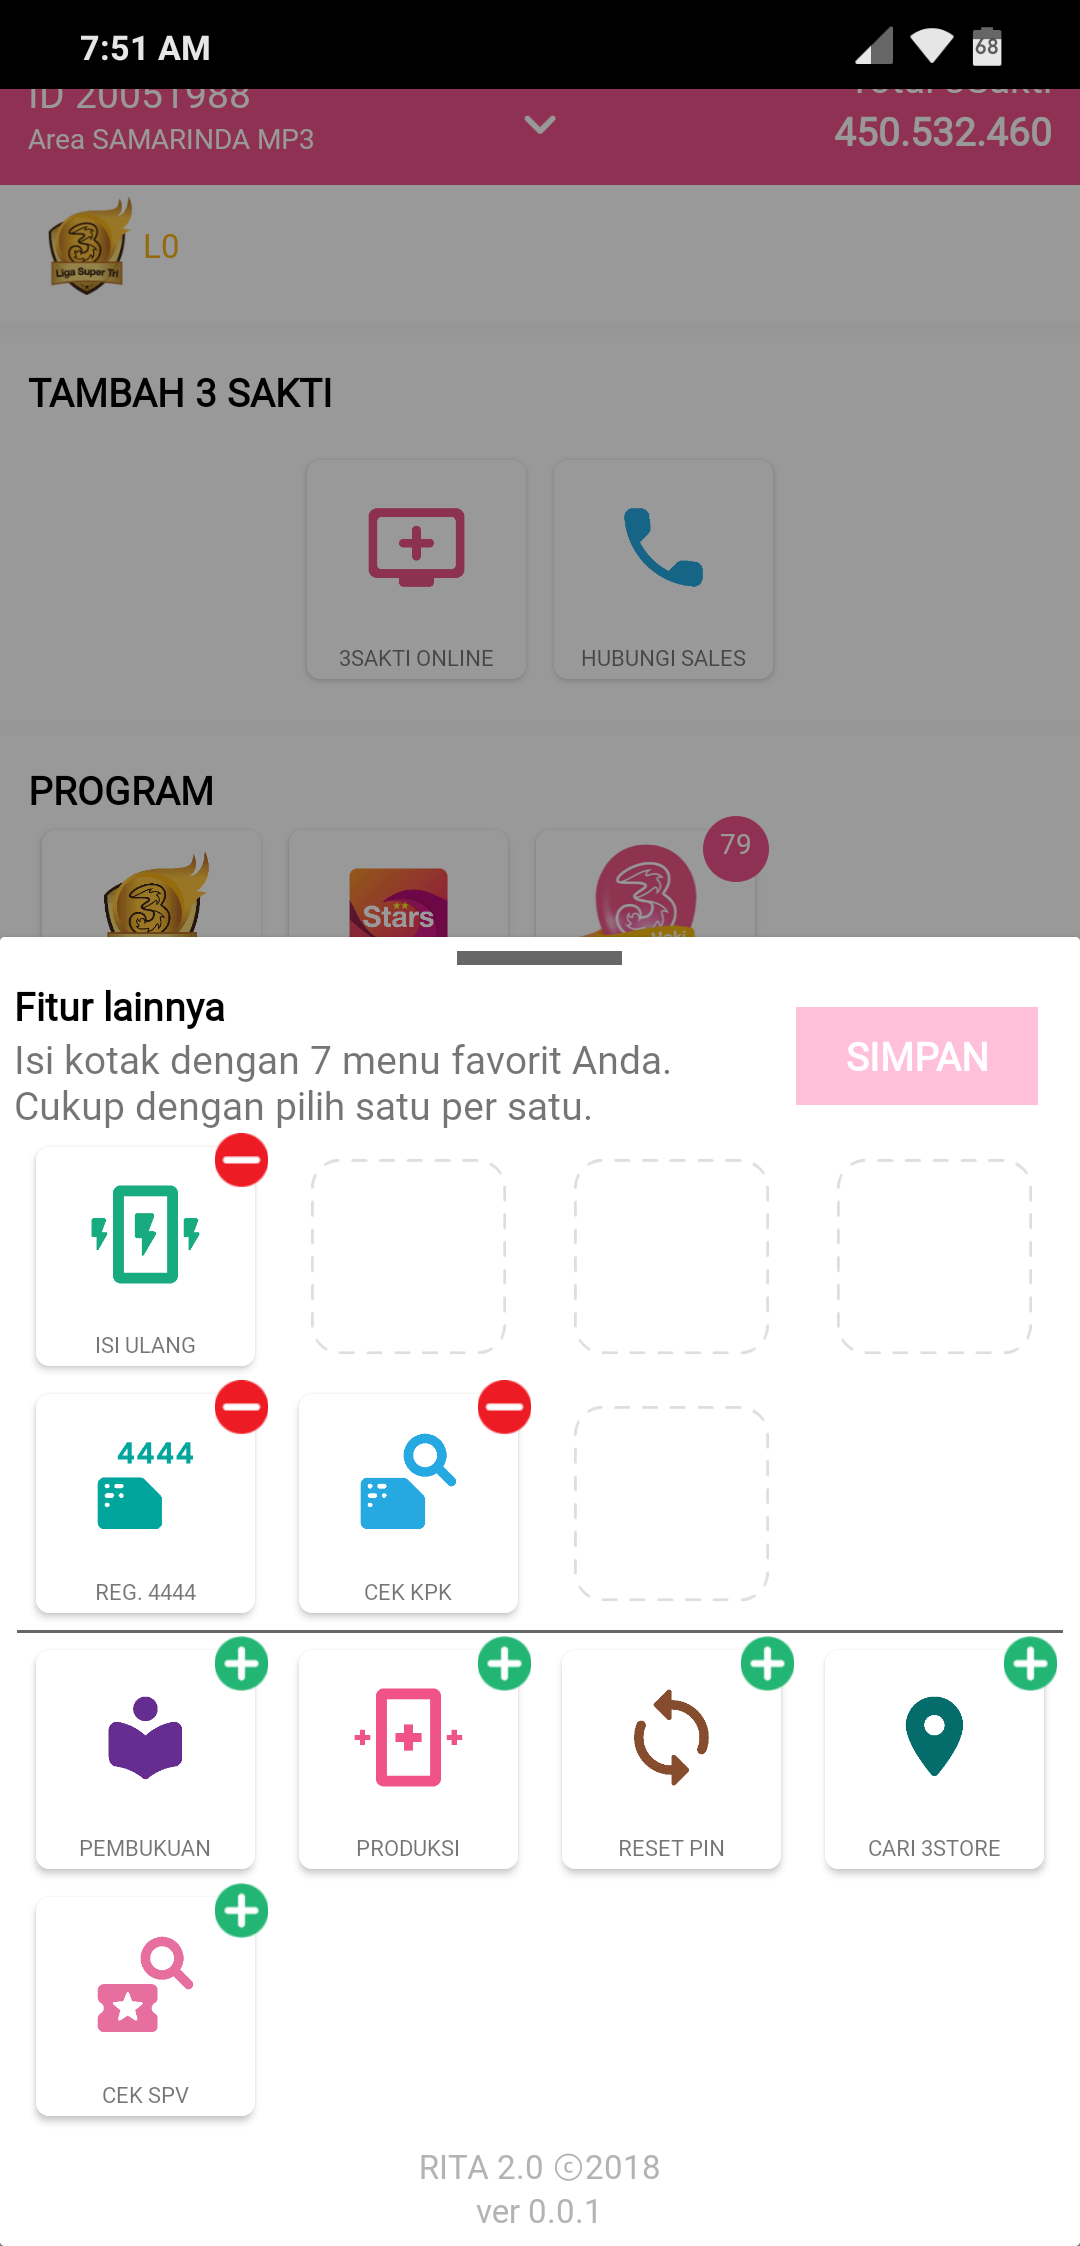 7:51 AM
68
ID 20051988
Total 3Sakti
Area SAMARINDA MP3
450.532.460
Liga Super Tri
L0
TAMBAH 3 SAKTI
3SAKTI ONLINE
HUBUNGI SALES
PROGRAM
79
Stars
Hoki
Fitur lainnya
Isi kotak dengan 7 menu favorit Anda.
Cukup dengan pilih satu per satu.
SIMPAN
ISI ULANG
4444
REG. 4444
CEK KPK
PEMBUKUAN
PRODUKSI
RESET PIN
CARI 3STORE
CEK SPV
RITA 2.0 ©2018
ver 0.0.1